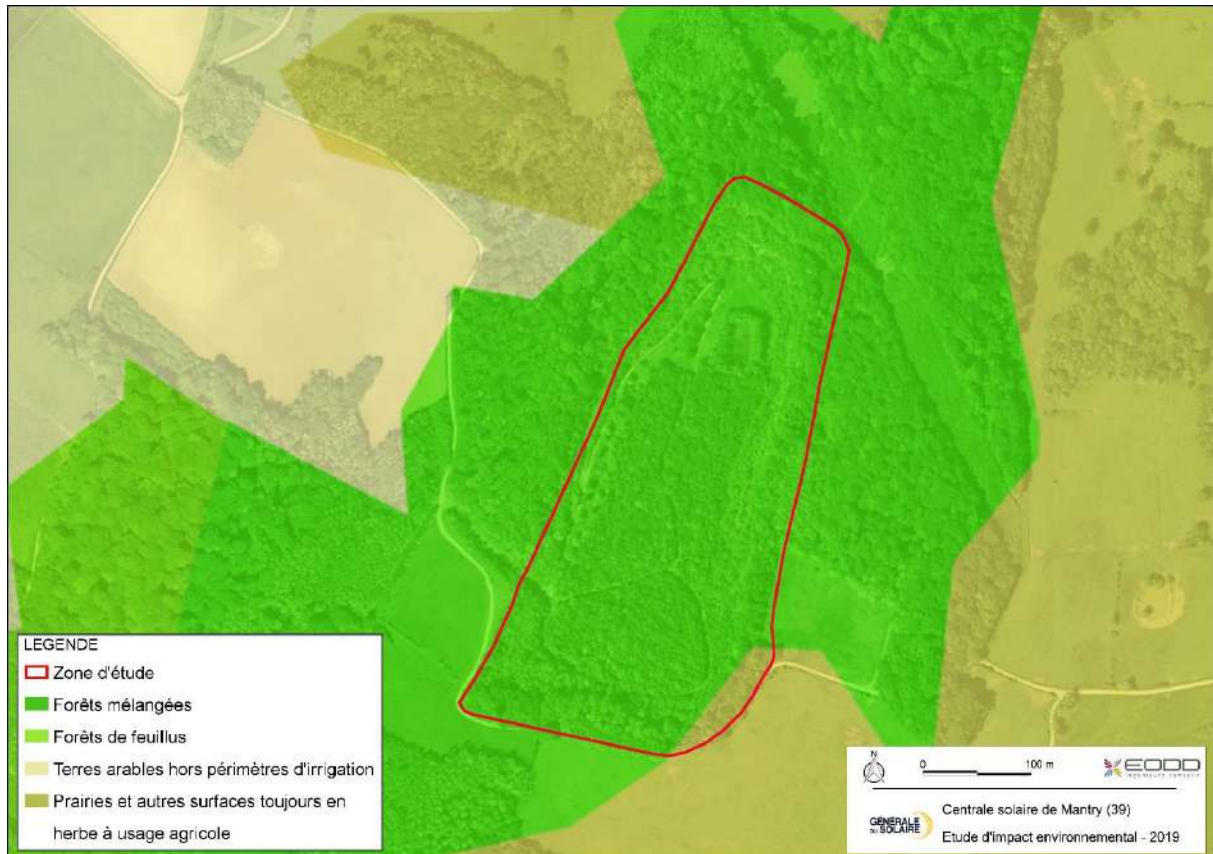 LEGENDE
Zone d'étude
Forêts mélangées
Forêts de feuillus
Terres arables hors périmètres d'irrigation
Prairies et autres surfaces toujours en
herbe à usage agricole
N
0 100 m
EODD
GÉNÉRALE
DU SOLAIRE
Centrale solaire de Mantry (39)
Etude d'impact environnemental - 2019